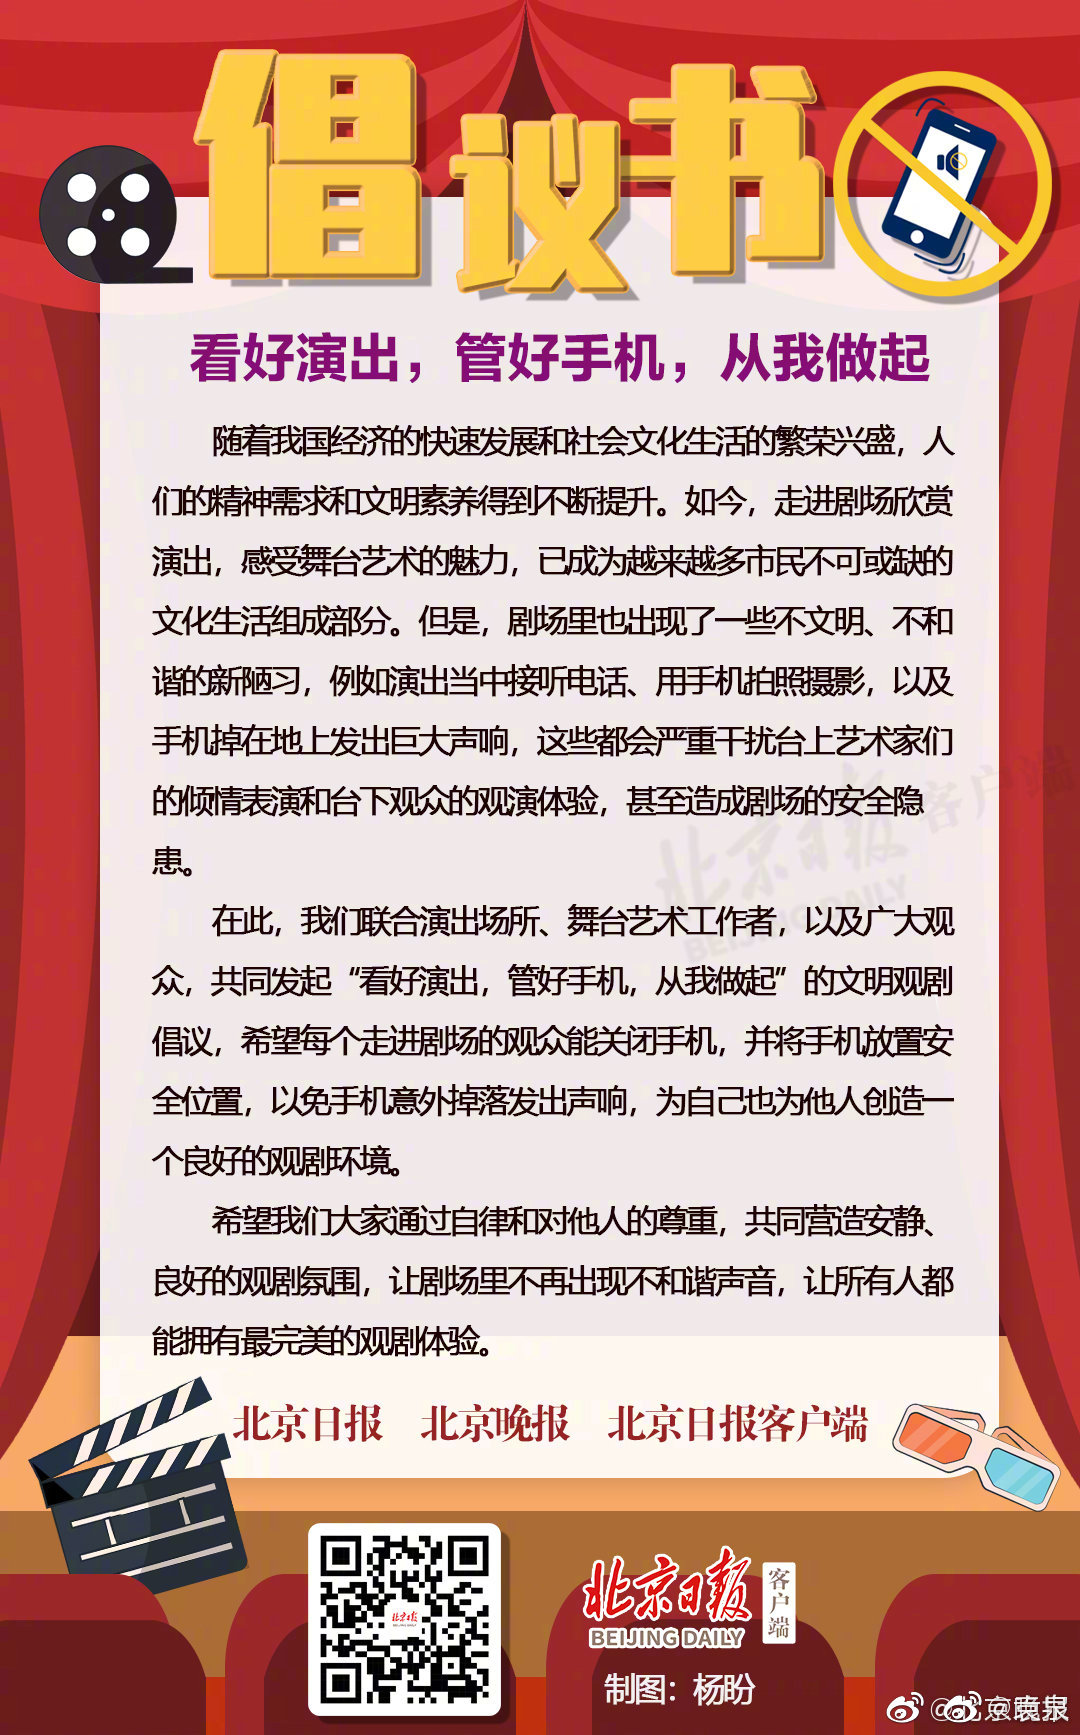 倡议书
看好演出，管好手机，从我做起
随着我国经济的快速发展和社会文化生活的繁荣兴盛，人
们的精神需求和文明素养得到不断提升。如今，走进剧场欣赏
演出，感受舞台艺术的魅力，已成为越来越多市民不可或缺的
文化生活组成部分。但是，剧场里也出现了一些不文明、不和
谐的新陋习，例如演出当中接听电话、用手机拍照摄影，以及
手机掉在地上发出巨大声响，这些都会严重干扰台上艺术家们
的倾情表演和台下观众的观演体验，甚至造成剧场的安全隐
患。
在此，我们联合演出场所、舞台艺术工作者，以及广大观
众，共同发起“看好演出，管好手机，从我做起”的文明观剧
倡议，希望每个走进剧场的观众能关闭手机，并将手机放置安
全位置，以免手机意外掉落发出声响，为自己也为他人创造一
个良好的观剧环境。
希望我们大家通过自律和对他人的尊重，共同营造安静、
良好的观剧氛围，让剧场里不再出现不和谐声音，让所有人都
能拥有最完美的观剧体验。
北京日报 北京晚报 北京日报客户端
北京日报 客户端
BEIJING DAILY
北京日报
BEIJING DAILY
北京日报 客户端
BEIJING DAILY
制图：杨盼